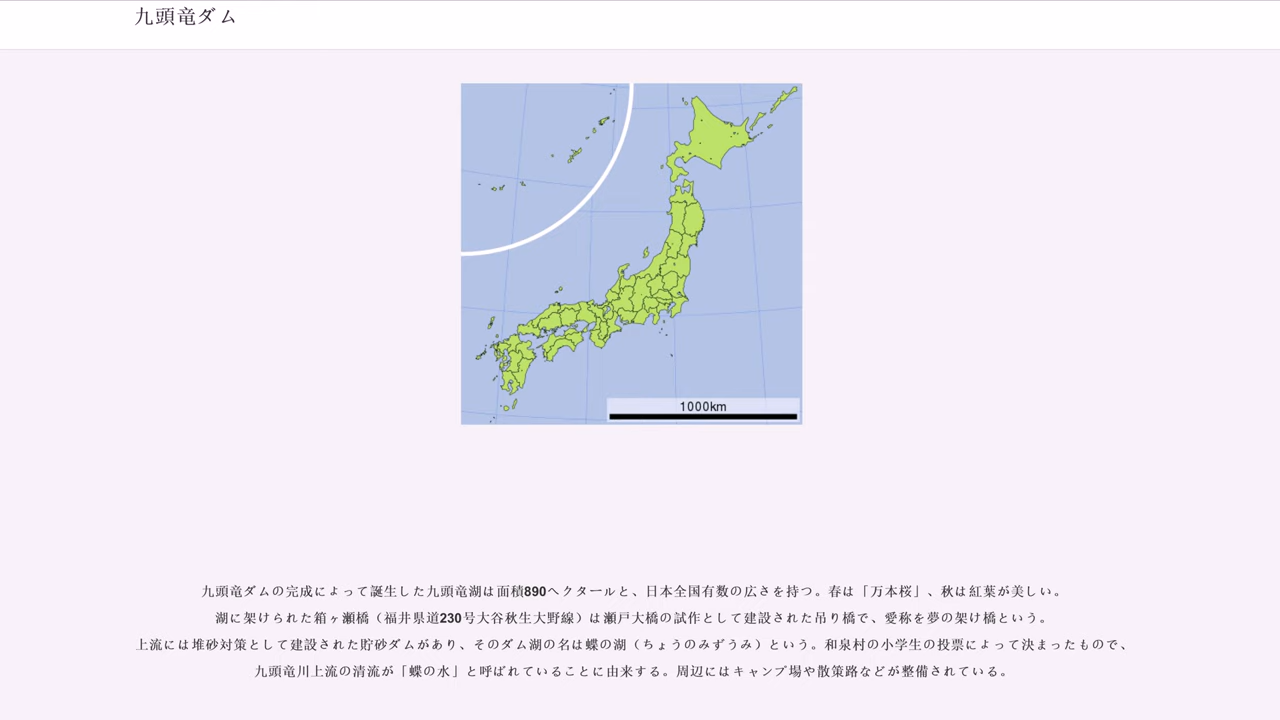 九頭竜ダム
1000km
九頭竜ダムの完成によって誕生した九頭竜湖は面積890ヘクタールと、日本全国有数の広さを持つ。春は「万本桜」、秋は紅葉が美しい。
湖に架けられた箱ヶ瀬橋（福井県道230号大谷秋生大野線）は瀬戸大橋の試作として建設された吊り橋で、愛称を夢の架け橋という。
上流には堆砂対策として建設された貯砂ダムがあり、そのダム湖の名は蝶の湖（ちょうのみずうみ）という。和泉村の小学生の投票によって決まったもので、
九頭竜川上流の清流が「蝶の水」と呼ばれていることに由来する。周辺にはキャンプ場や散策路などが整備されている。